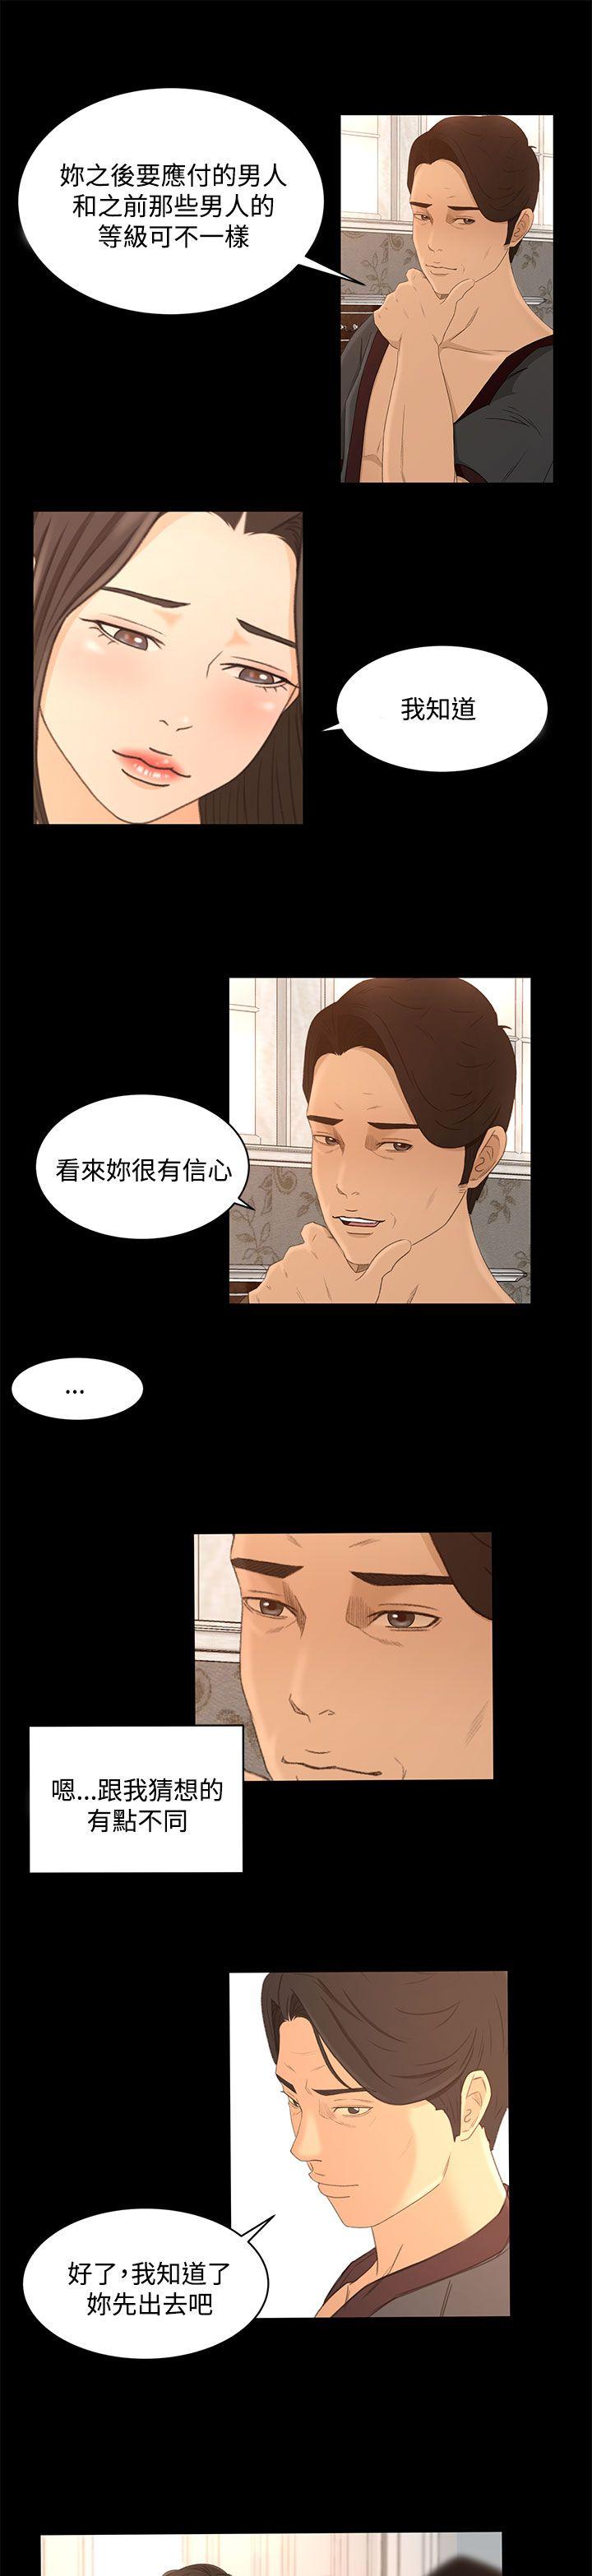 妳之後要應付的男人
和之前那些男人的
等級可不一樣
我知道
看來妳很有信心
...
嗯...跟我猜想的
有點不同
好了,我知道了
妳先出去吧